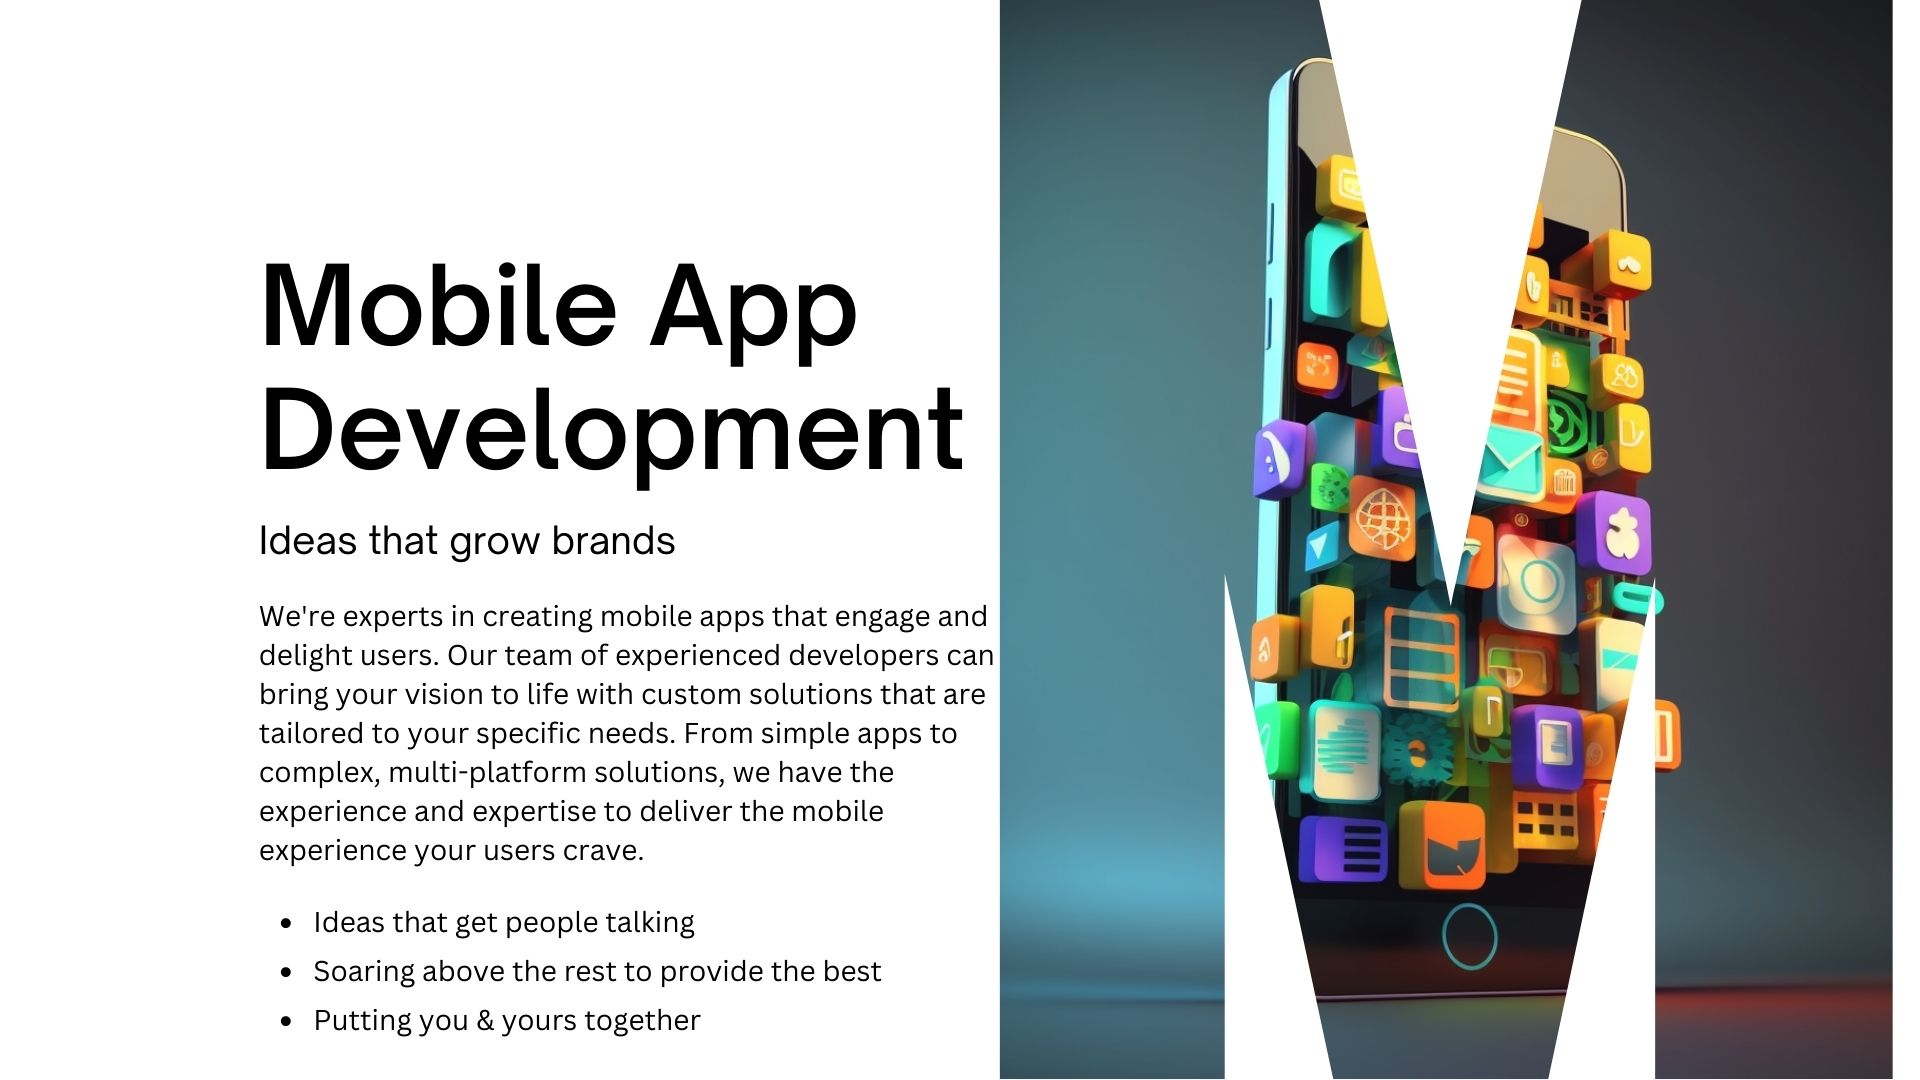 Mobile App
Development
Ideas that grow brands
We're experts in creating mobile apps that engage and
delight users. Our team of experienced developers can
bring your vision to life with custom solutions that are
tailored to your specific needs. From simple apps to
complex, multi-platform solutions, we have the
experience and expertise to deliver the mobile
experience your users crave.
• Ideas that get people talking
• Soaring above the rest to provide the best
• Putting you & yours together